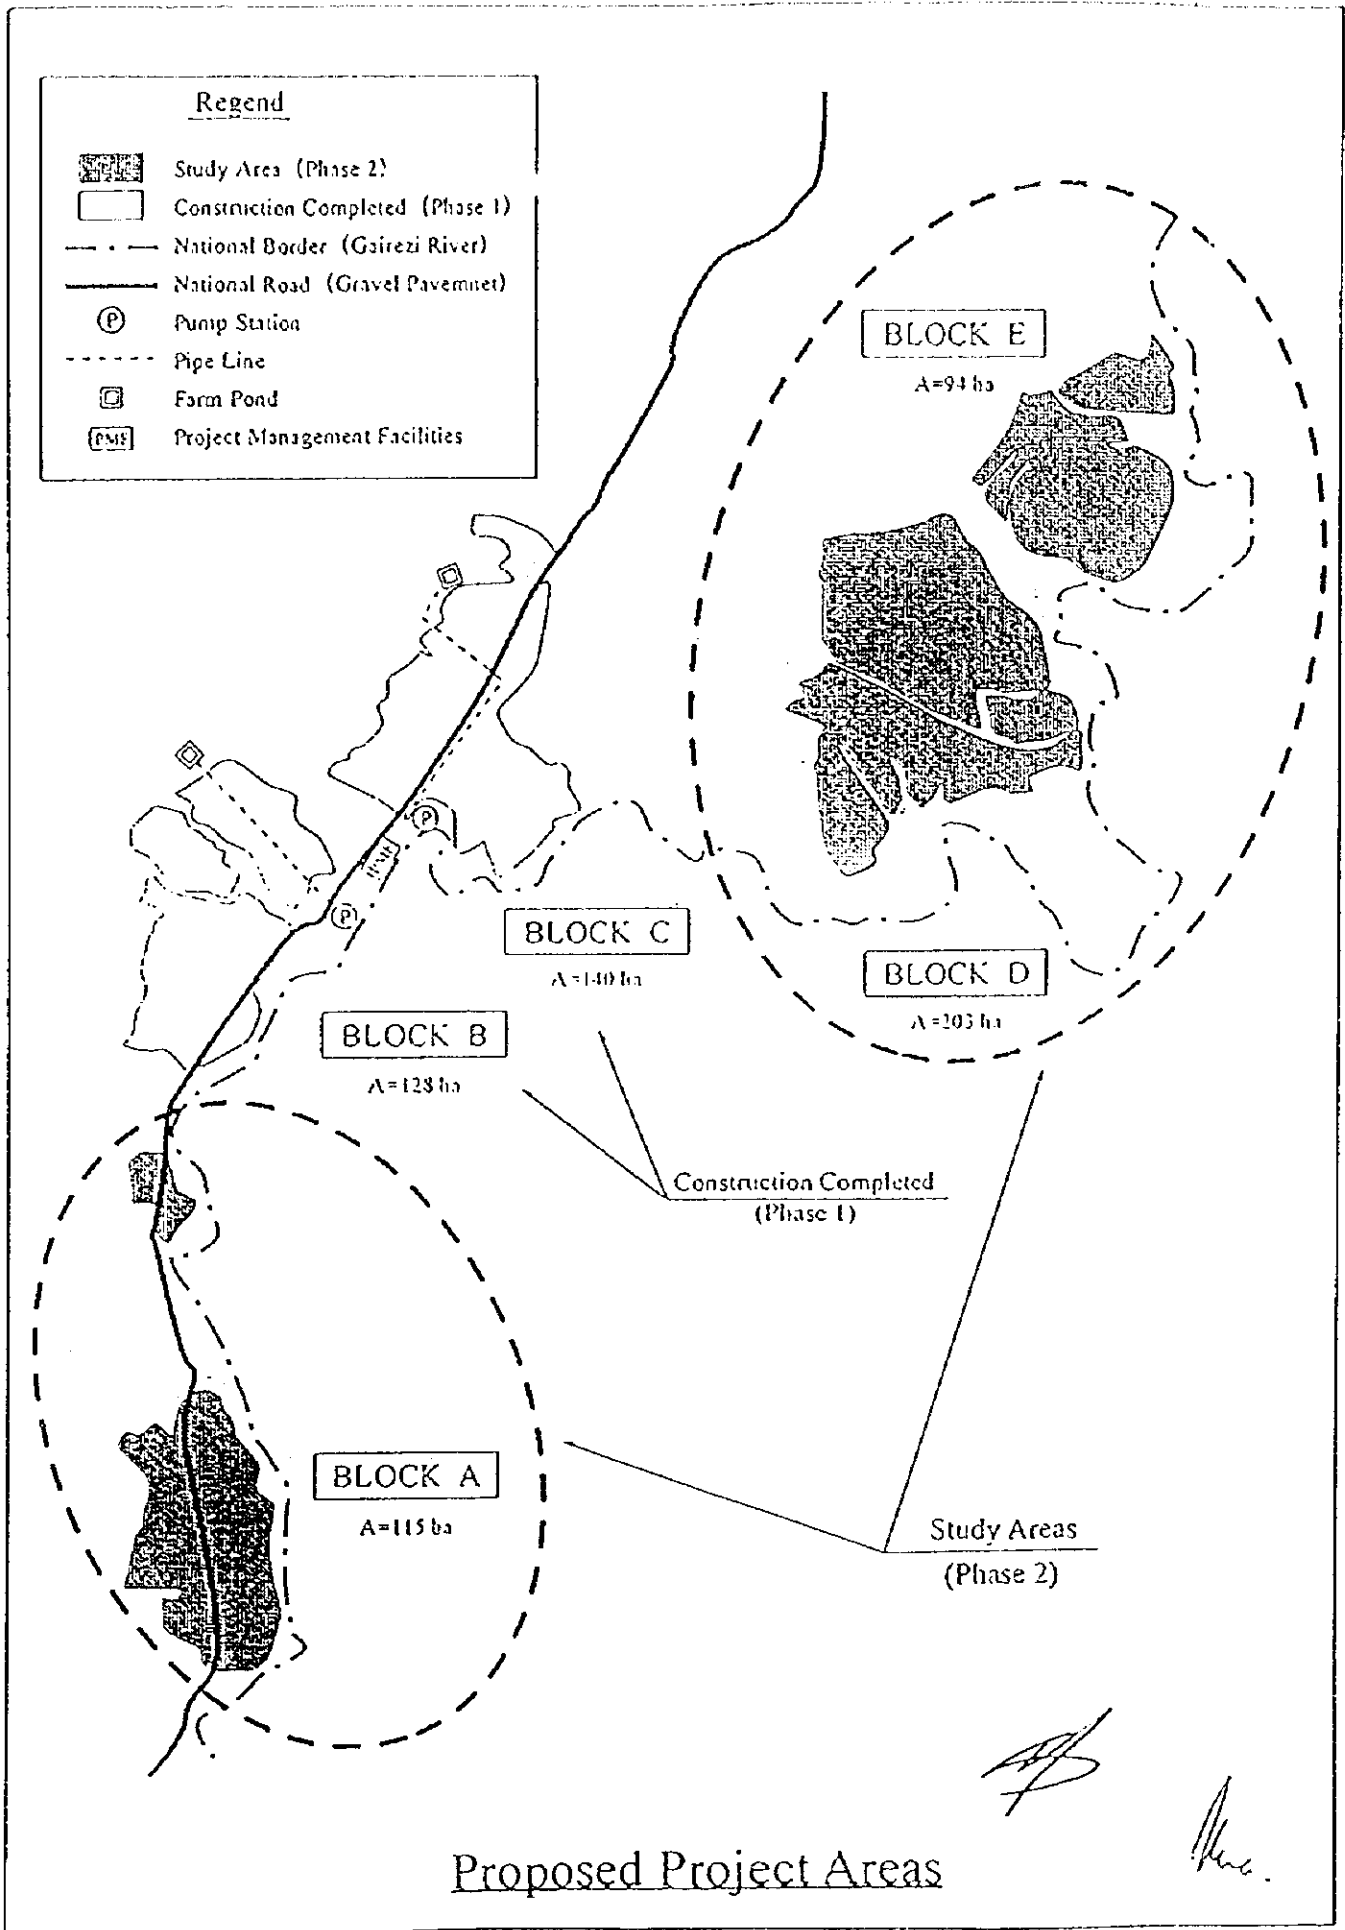 Regend
Study Area (Phase 2)
Construction Completed (Phase 1)
National Border (Gairezi River)
National Road (Gravel Pavemnet)
P Pump Station
Pipe Line
Farm Pond
PMF Project Management Facilities
BLOCK E
A=94 ha
P
PMF
P
BLOCK C
A=140 ha
BLOCK D
A=203 ha
BLOCK B
A=128 ha
Construction Completed
(Phase 1)
BLOCK A
A=115 ha
Study Areas
(Phase 2)
Proposed Project Areas